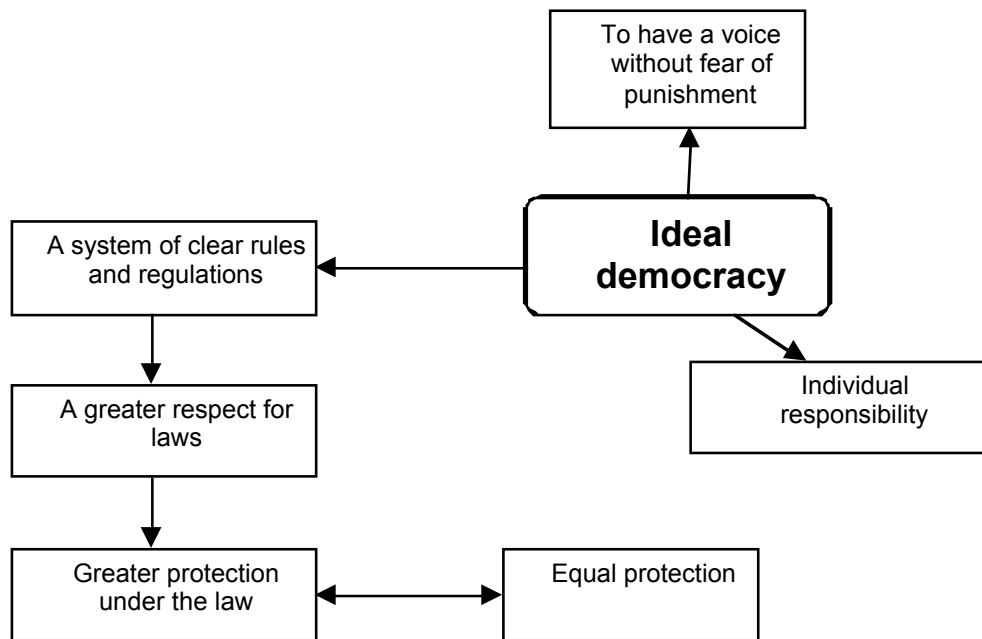 To have a voice
without fear of
punishment
Ideal
democracy
A system of clear rules
and regulations
Individual
responsibility
A greater respect for
laws
Greater protection
under the law
Equal protection